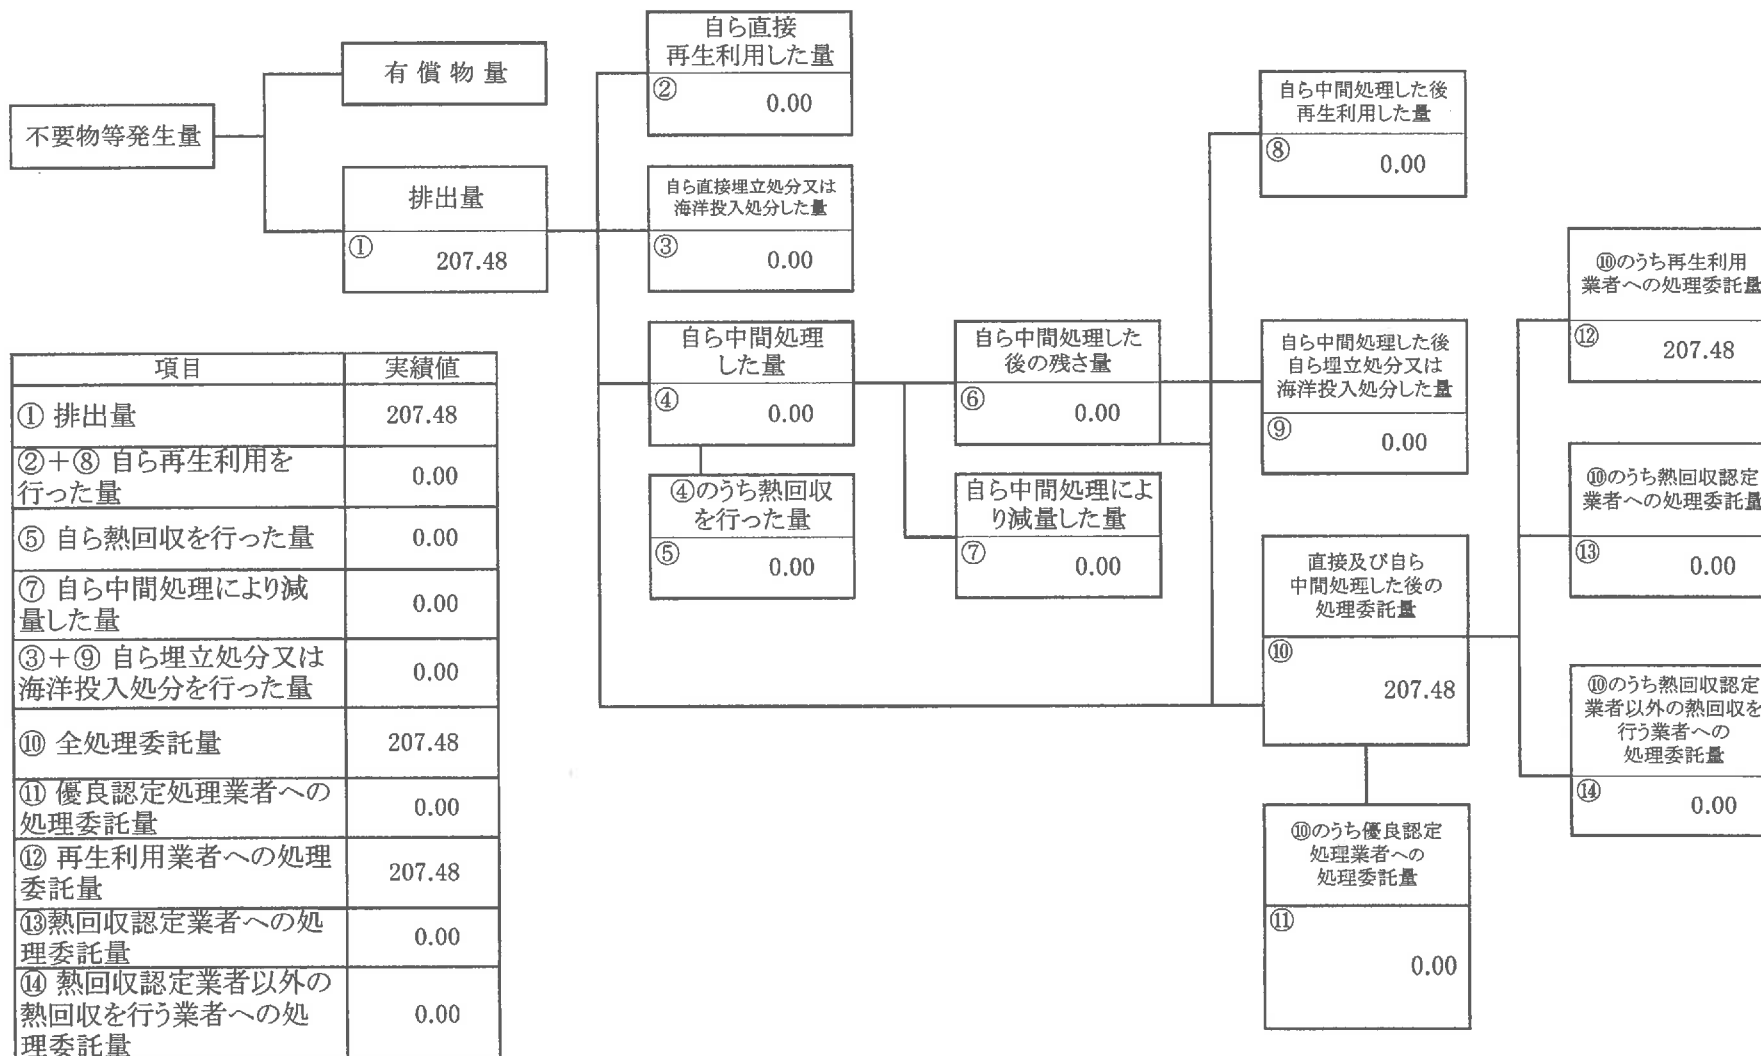 不要物等発生量
有償物量
排出量
①
207.48
自ら直接
再生利用した量
②
0.00
自ら直接埋立処分又は
海洋投入処分した量
③
0.00
自ら中間処理
した量
④
0.00
④のうち熱回収
を行った量
⑤
0.00
自ら中間処理した
後の残さ量
⑥
0.00
自ら中間処理によ
り減量した量
⑦
0.00
自ら中間処理した後
再生利用した量
⑧
0.00
自ら中間処理した後
自ら埋立処分又は
海洋投入処分した量
⑨
0.00
直接及び自ら
中間処理した後の
処理委託量
⑩
207.48
⑩のうち優良認定
処理業者への
処理委託量
⑪
0.00
⑩のうち再生利用
業者への処理委託量
⑫
207.48
⑩のうち熱回収認定
業者への処理委託量
⑬
0.00
⑩のうち熱回収認定
業者以外の熱回収を
行う業者への
処理委託量
⑭
0.00
項目 実績値
① 排出量 207.48
②+⑧ 自ら再生利用を
行った量 0.00
⑤ 自ら熱回収を行った量 0.00
⑦ 自ら中間処理により減
量した量 0.00
③+⑨ 自ら埋立処分又は
海洋投入処分を行った量 0.00
⑩ 全処理委託量 207.48
⑪ 優良認定処理業者への
処理委託量 0.00
⑫ 再生利用業者への処理
委託量 207.48
⑬熱回収認定業者への処
理委託量 0.00
⑭ 熱回収認定業者以外の
熱回収を行う業者への処
理委託量 0.00